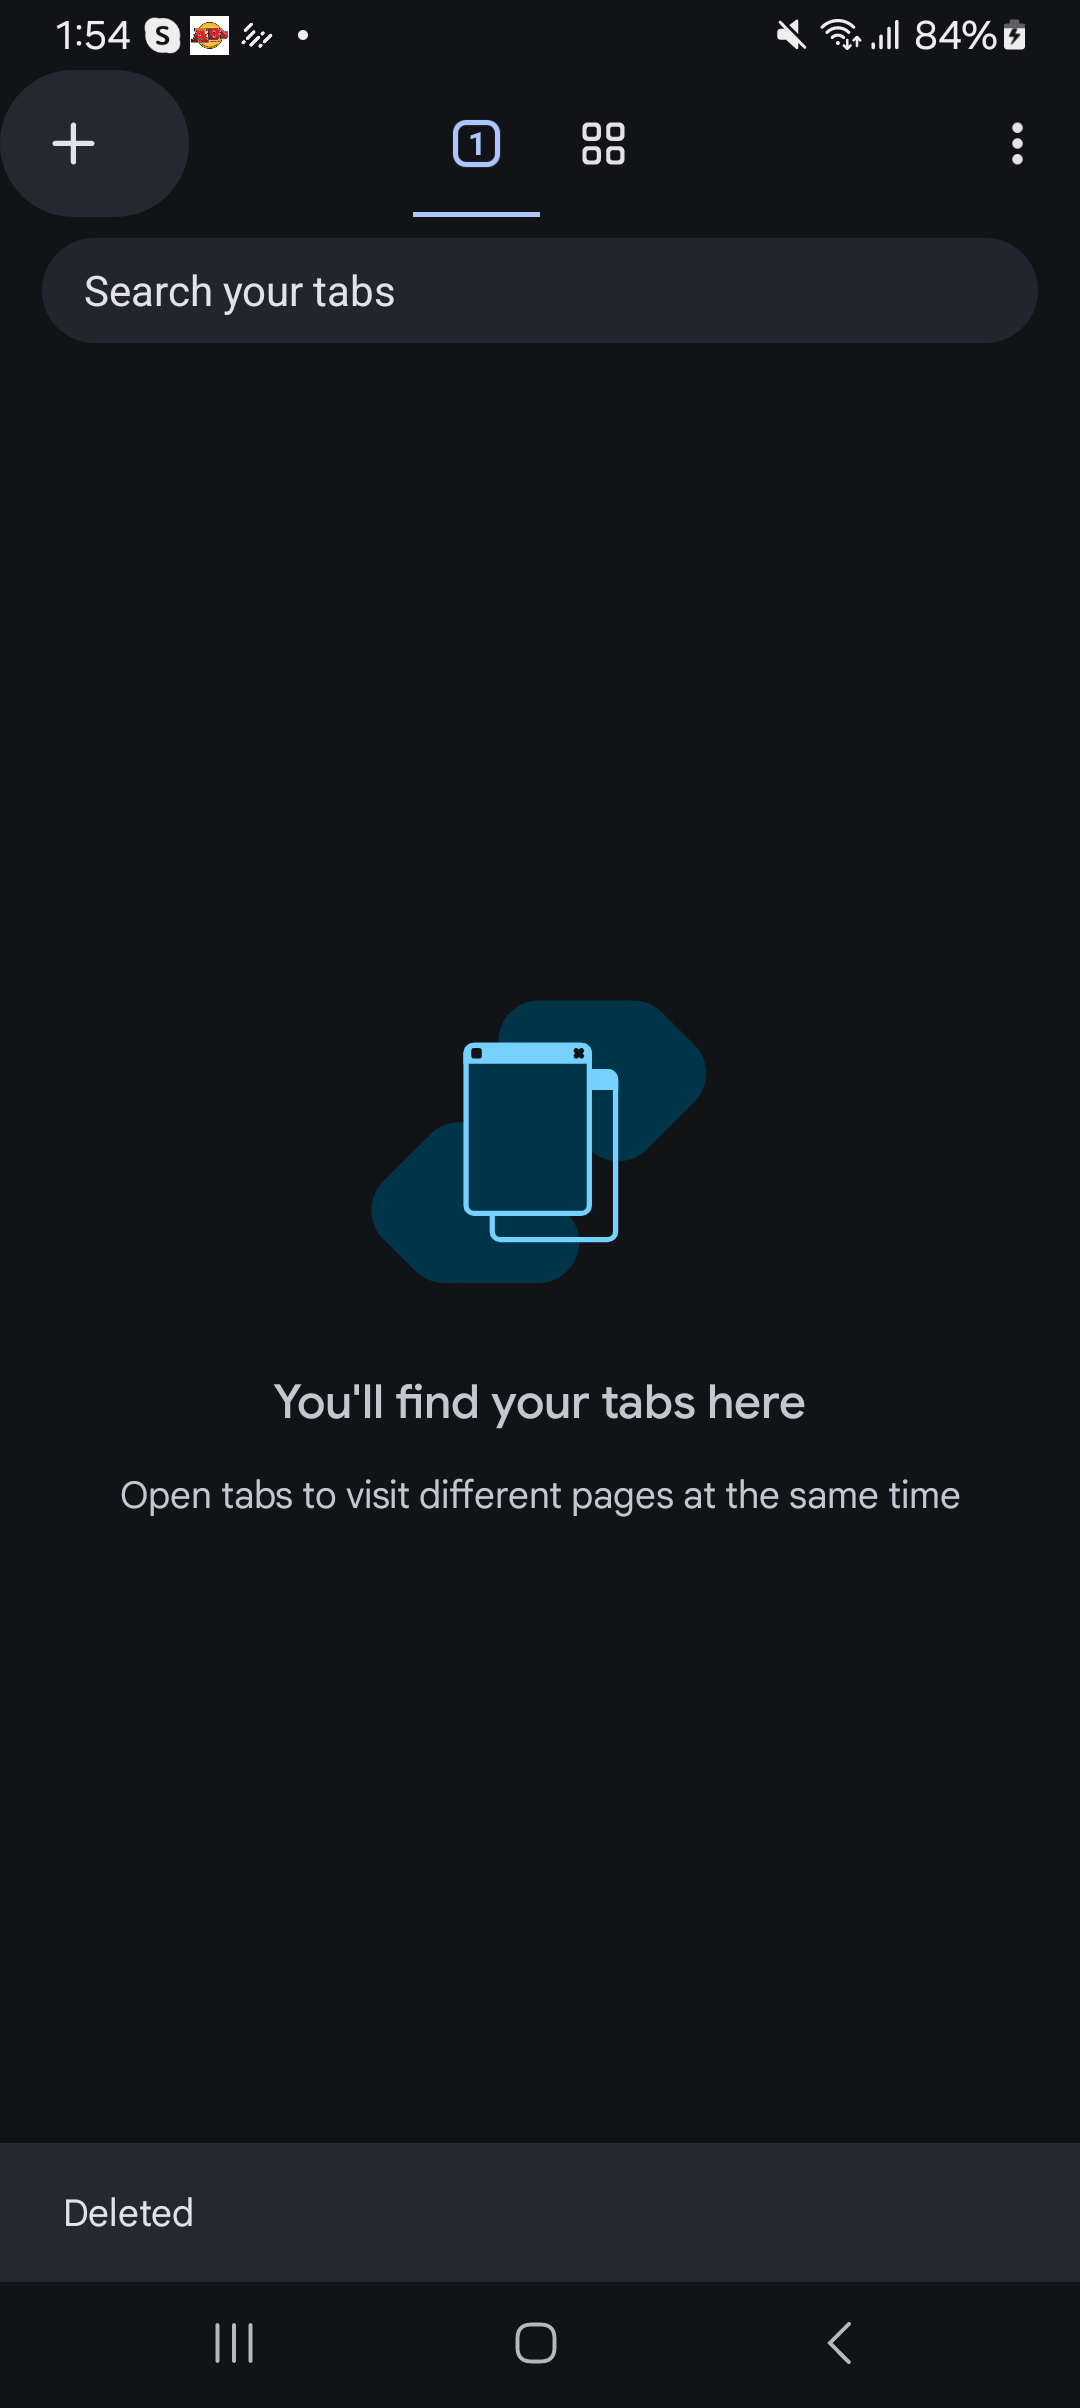 1:54 S 84%
1
Search your tabs
You'll find your tabs here
Open tabs to visit different pages at the same time
Deleted